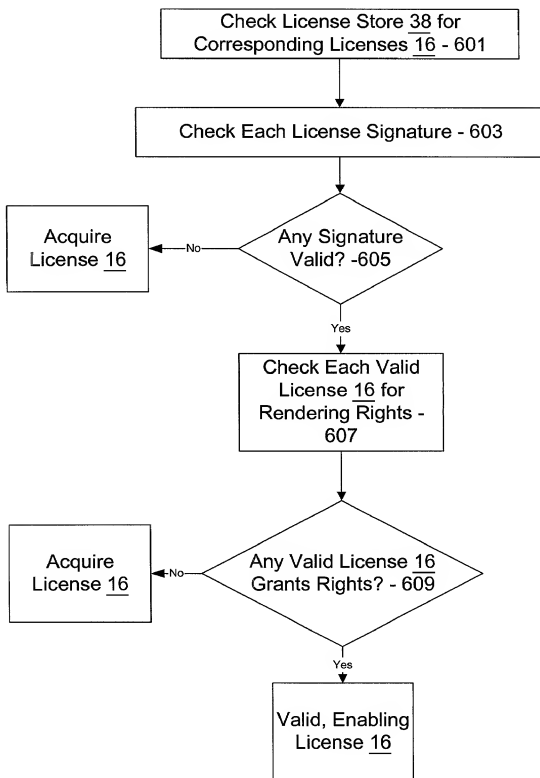 Check License Store 38 for
Corresponding Licenses 16 - 601
Check Each License Signature - 603
Any Signature
Valid? -605
No
Acquire
License 16
Yes
Check Each Valid
License 16 for
Rendering Rights -
607
Any Valid License 16
Grants Rights? - 609
No
Acquire
License 16
Yes
Valid, Enabling
License 16